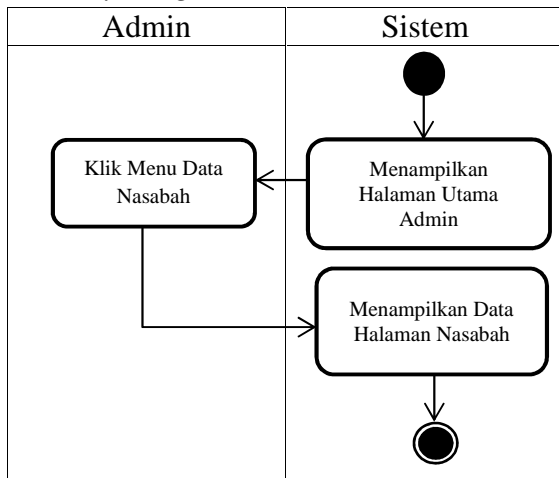 Admin
Sistem
Menampilkan
Halaman Utama
Admin
Klik Menu Data
Nasabah
Menampilkan Data
Halaman Nasabah